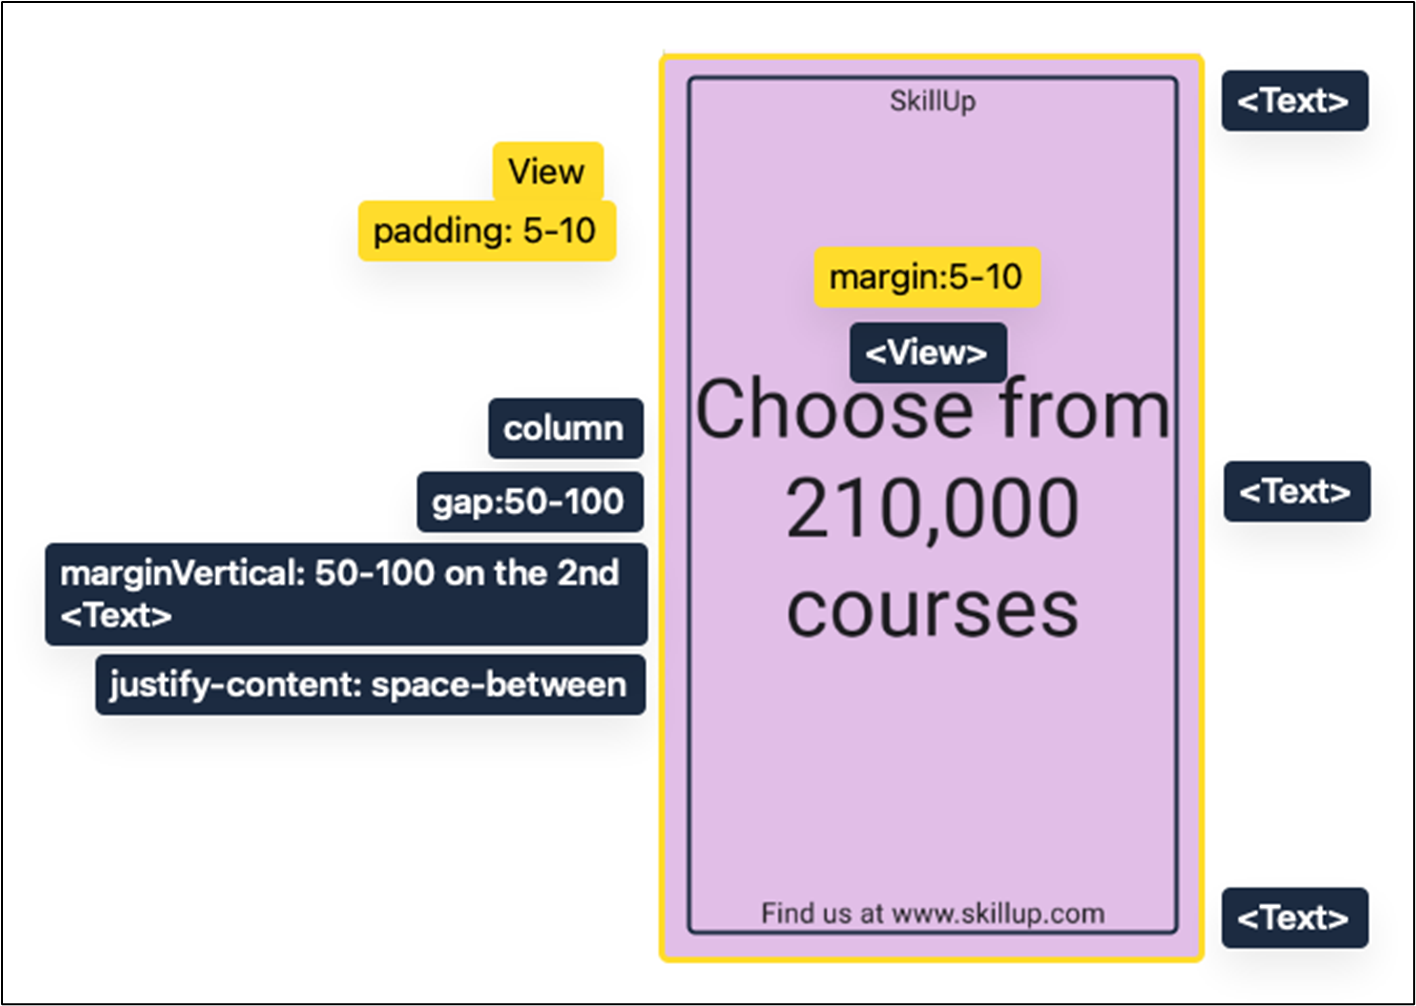 SkillUp
<Text>
View
padding: 5-10
margin:5-10
<View>
Choose from
210,000
courses
column
gap:50-100
marginVertical: 50-100 on the 2nd
<Text>
justify-content: space-between
<Text>
Find us at www.skillup.com
<Text>